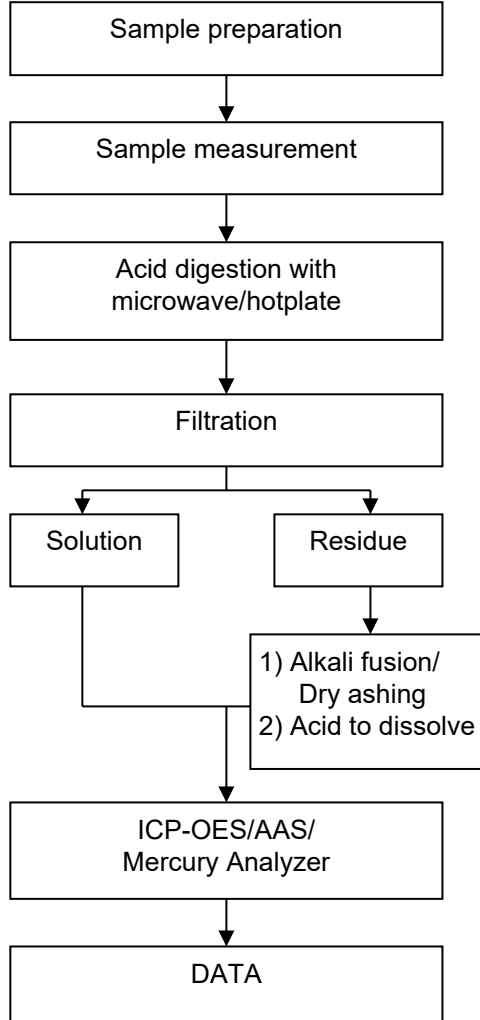 Sample preparation
Sample measurement
Acid digestion with
microwave/hotplate
Filtration
Solution
Residue
1) Alkali fusion/
Dry ashing
2) Acid to dissolve
ICP-OES/AAS/
Mercury Analyzer
DATA